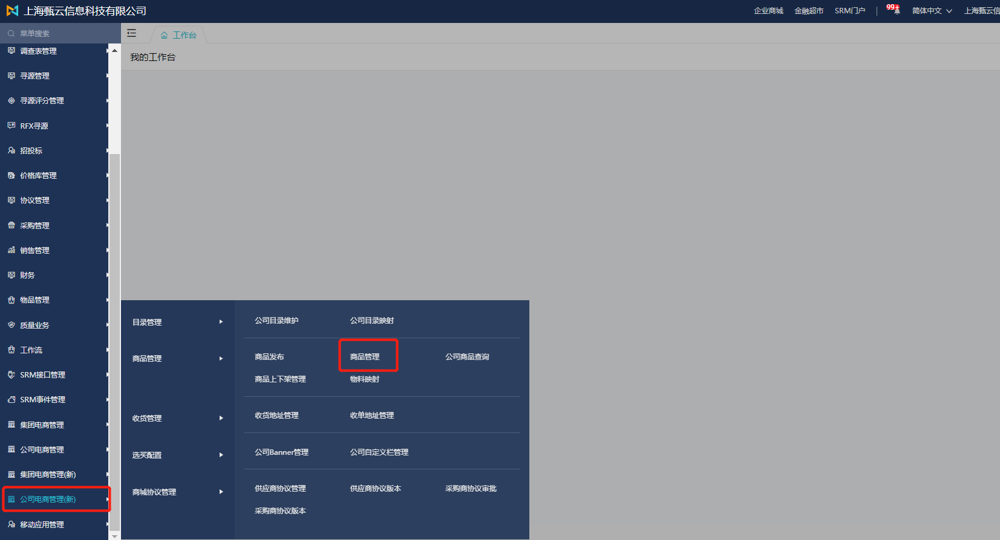 上海甄云信息科技有限公司
企业商城 金融超市 SRM门户 99+ 简体中文 上海甄云信
菜单搜索
工作台
我的工作台
调查表管理
寻源管理
寻源评分管理
RFX寻源
招投标
价格库管理
协议管理
采购管理
销售管理
财务
物品管理
质量业务
工作流
SRM接口管理
SRM事件管理
集团电商管理
公司电商管理
集团电商管理(新)
公司电商管理(新)
移动应用管理
目录管理
公司目录维护 公司目录映射
商品管理
商品发布 商品管理 公司商品查询
商品上下架管理 物料映射
收货管理
收货地址管理 收单地址管理
选买配置
公司Banner管理 公司自定义栏管理
商城协议管理
供应商协议管理 供应商协议版本 采购商协议审批
采购商协议版本